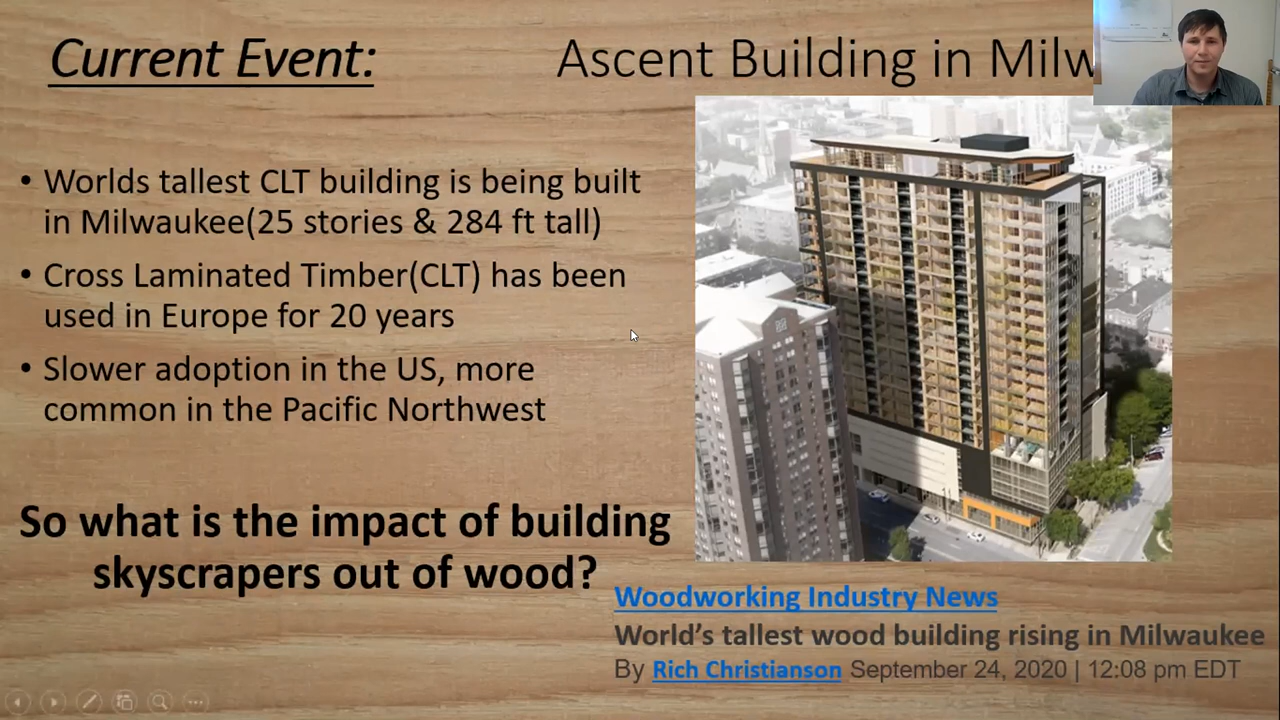 Current Event:
Ascent Building in Milw
• Worlds tallest CLT building is being built
in Milwaukee(25 stories & 284 ft tall)
• Cross Laminated Timber(CLT) has been
used in Europe for 20 years
• Slower adoption in the US, more
common in the Pacific Northwest
So what is the impact of building
skyscrapers out of wood?
Woodworking Industry News
World’s tallest wood building rising in Milwaukee
By Rich Christianson September 24, 2020 | 12:08 pm EDT